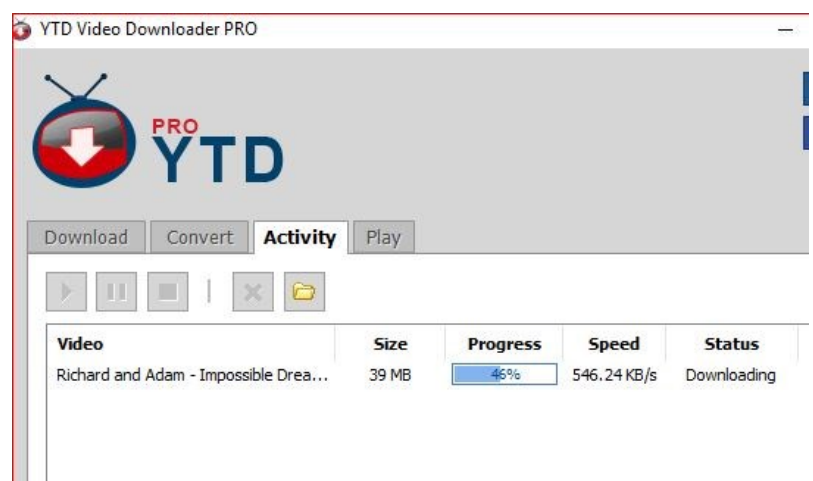 YTD Video Downloader PRO
PRO
YTD
Download Convert Activity Play
Video Size Progress Speed Status
Richard and Adam - Impossible Drea... 39 MB 46% 546.24 KB/s Downloading